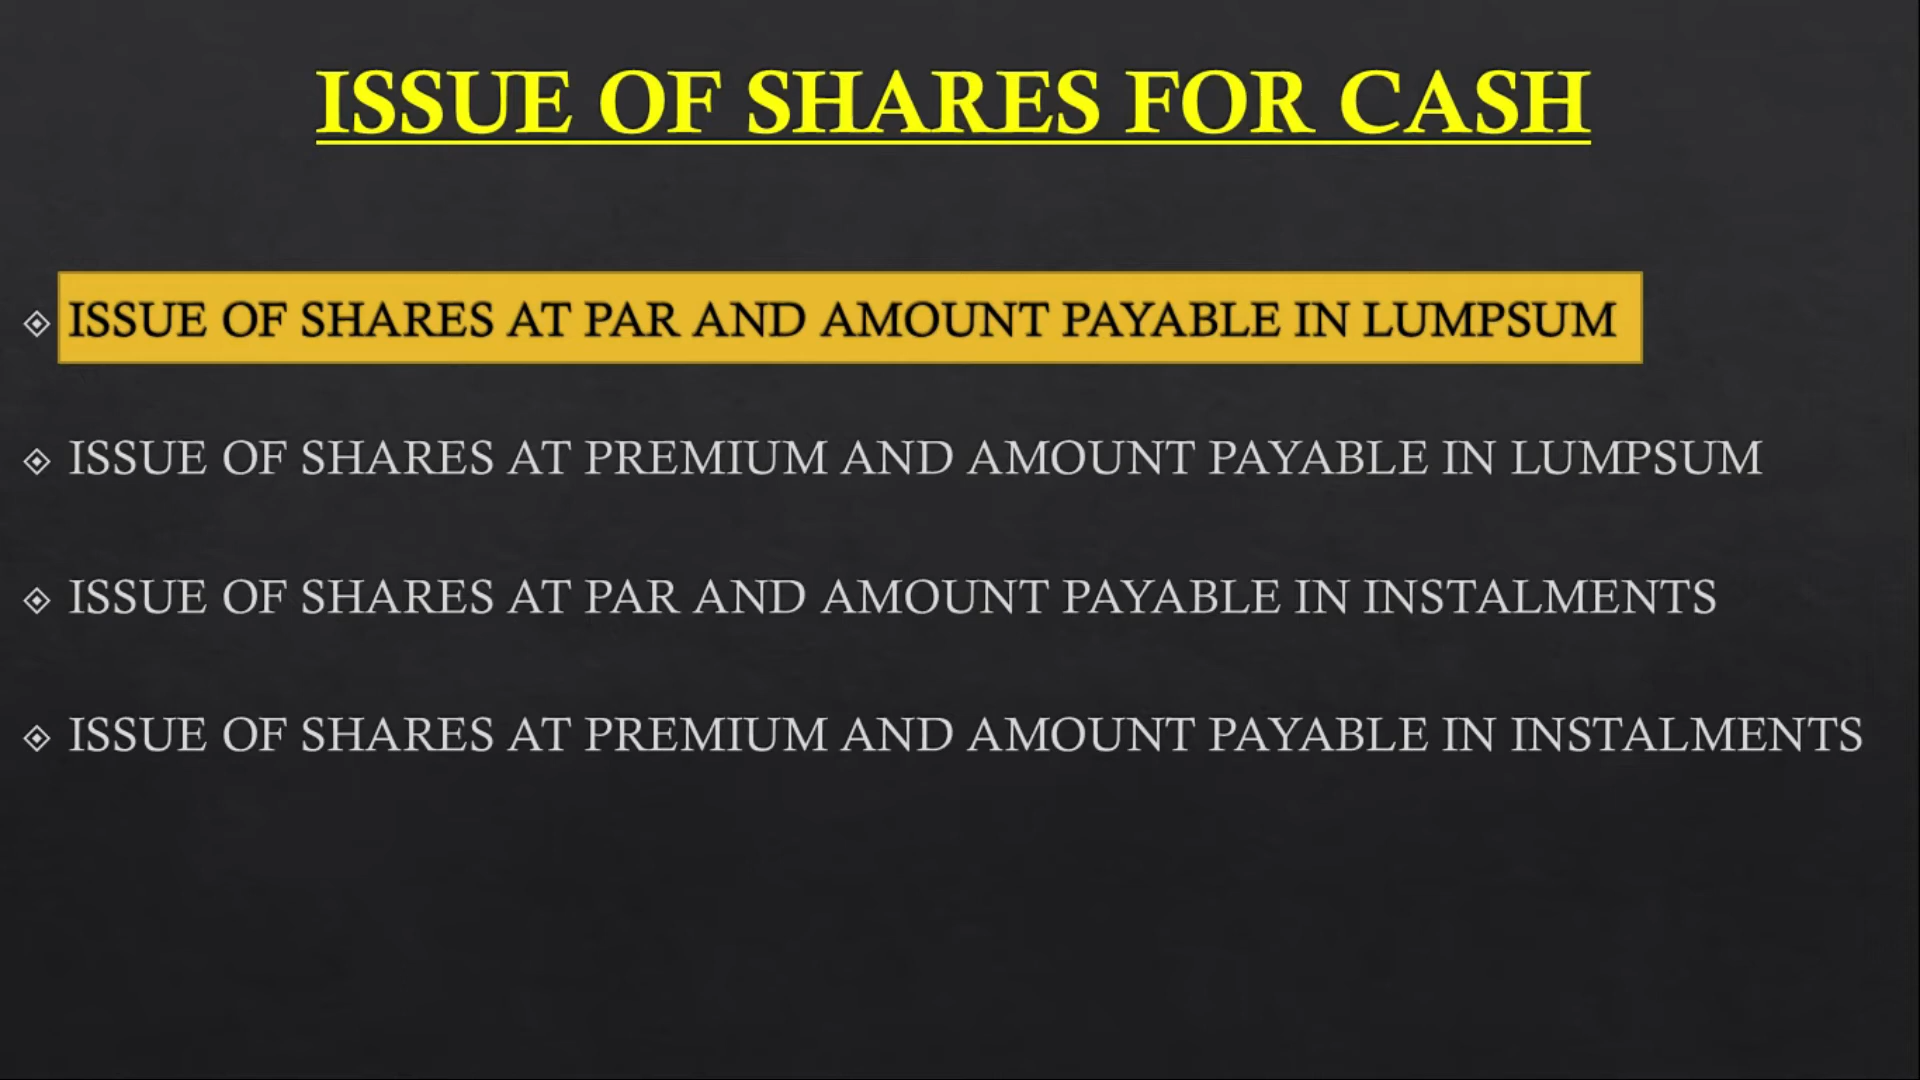 ISSUE OF SHARES FOR CASH
ISSUE OF SHARES AT PAR AND AMOUNT PAYABLE IN LUMPSUM
ISSUE OF SHARES AT PREMIUM AND AMOUNT PAYABLE IN LUMPSUM
ISSUE OF SHARES AT PAR AND AMOUNT PAYABLE IN INSTALMENTS
ISSUE OF SHARES AT PREMIUM AND AMOUNT PAYABLE IN INSTALMENTS